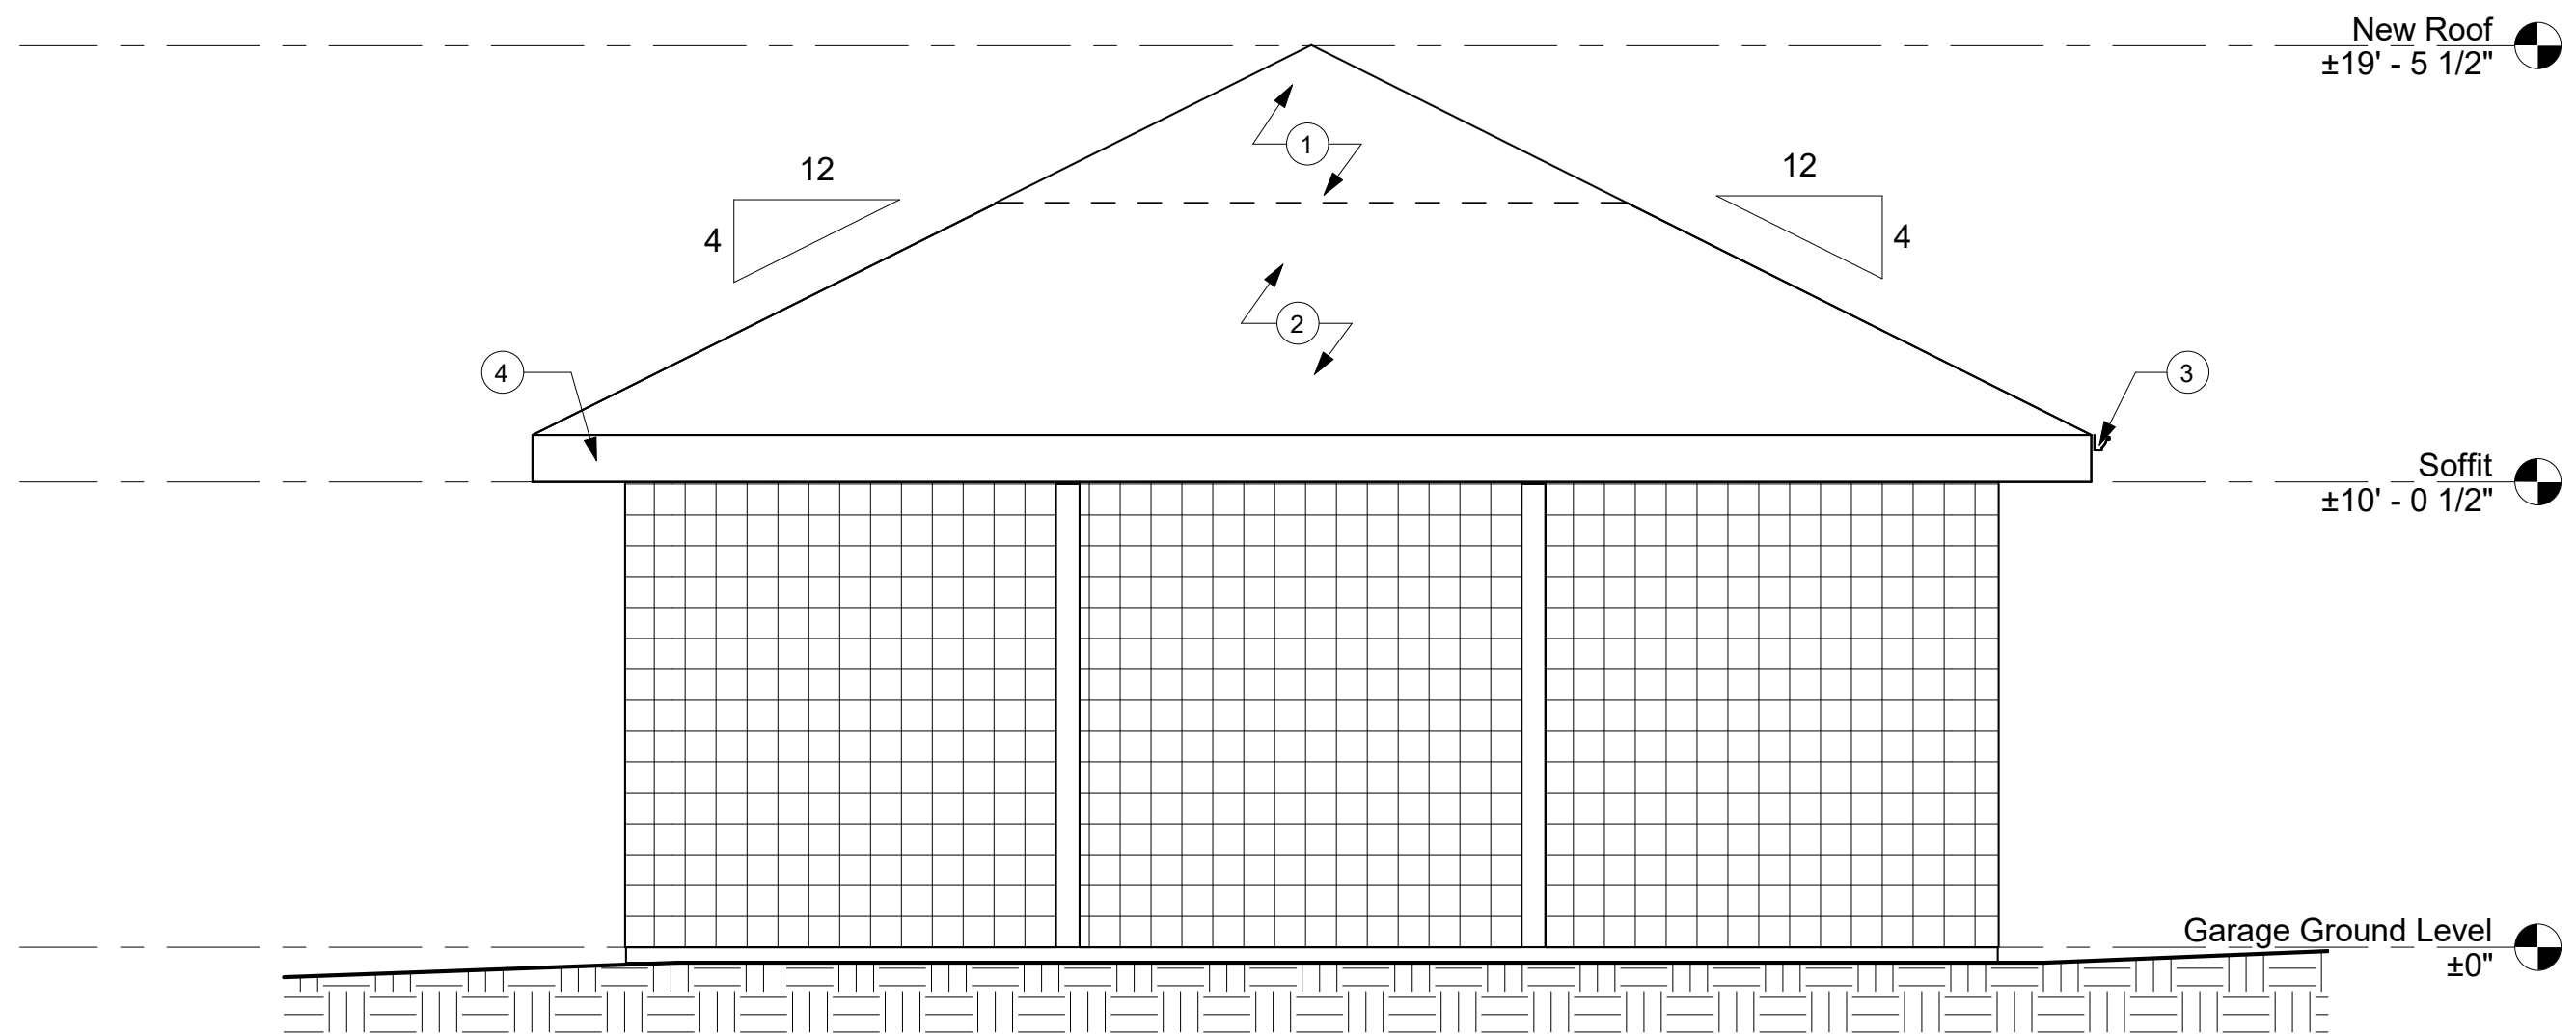 New Roof
±19' - 5 1/2"
1
12
12
4
4
2
4
3
Soffit
±10' - 0 1/2"
Garage Ground Level
±0"